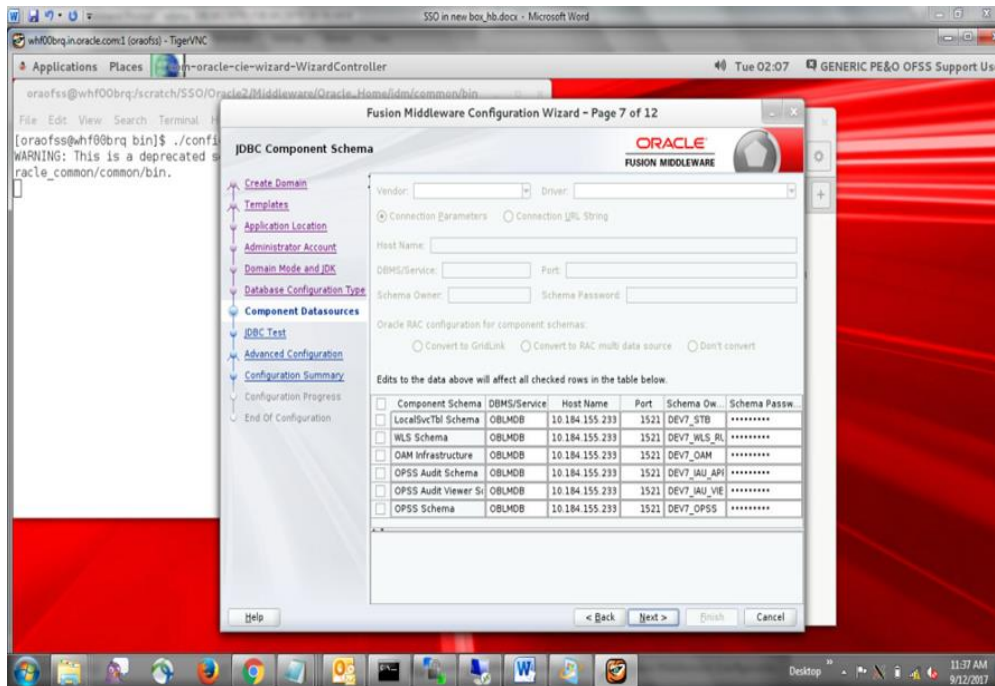 SSO in new box_hb.docx - Microsoft Word
whf00brq.in.oracle.com:1 (oraofss) - TigerVNC
Applications Places m-oracle-cie-wizard-WizardController Tue 02:07 GENERIC PE&O OFSS Support Us
oraofss@whf00brq:/scratch/SSO/Oracle2/Middleware/Oracle_Home/idm/common/bin
File Edit View Search Terminal H
[oraofss@whf00brq bin]$ ./confi
WARNING: This is a deprecated s
racle_common/common/bin.
Fusion Middleware Configuration Wizard - Page 7 of 12
JDBC Component Schema
ORACLE
FUSION MIDDLEWARE
Create Domain
Templates
Application Location
Administrator Account
Domain Mode and JDK
Database Configuration Type
Component Datasources
JDBC Test
Advanced Configuration
Configuration Summary
Configuration Progress
End Of Configuration
Vendor: Driver:
Connection Parameters Connection URL String
Host Name:
DBMS/Service: Port:
Schema Owner: Schema Password:
Oracle RAC configuration for component schemas:
Convert to GridLink Convert to RAC multi data source Don't convert
Edits to the data above will affect all checked rows in the table below.
Component Schema DBMS/Service Host Name Port Schema Ow... Schema Passw...
LocalSvcTbl Schema OBLMDB 10.184.155.233 1521 DEV7_STB •••••••••
WLS Schema OBLMDB 10.184.155.233 1521 DEV7_WLS_RU •••••••••
OAM Infrastructure OBLMDB 10.184.155.233 1521 DEV7_OAM •••••••••
OPSS Audit Schema OBLMDB 10.184.155.233 1521 DEV7_IAU_API •••••••••
OPSS Audit Viewer Sc OBLMDB 10.184.155.233 1521 DEV7_IAU_VIE •••••••••
OPSS Schema OBLMDB 10.184.155.233 1521 DEV7_OPSS •••••••••
Help < Back Next > Finish Cancel
Desktop 11:37 AM
9/12/2017